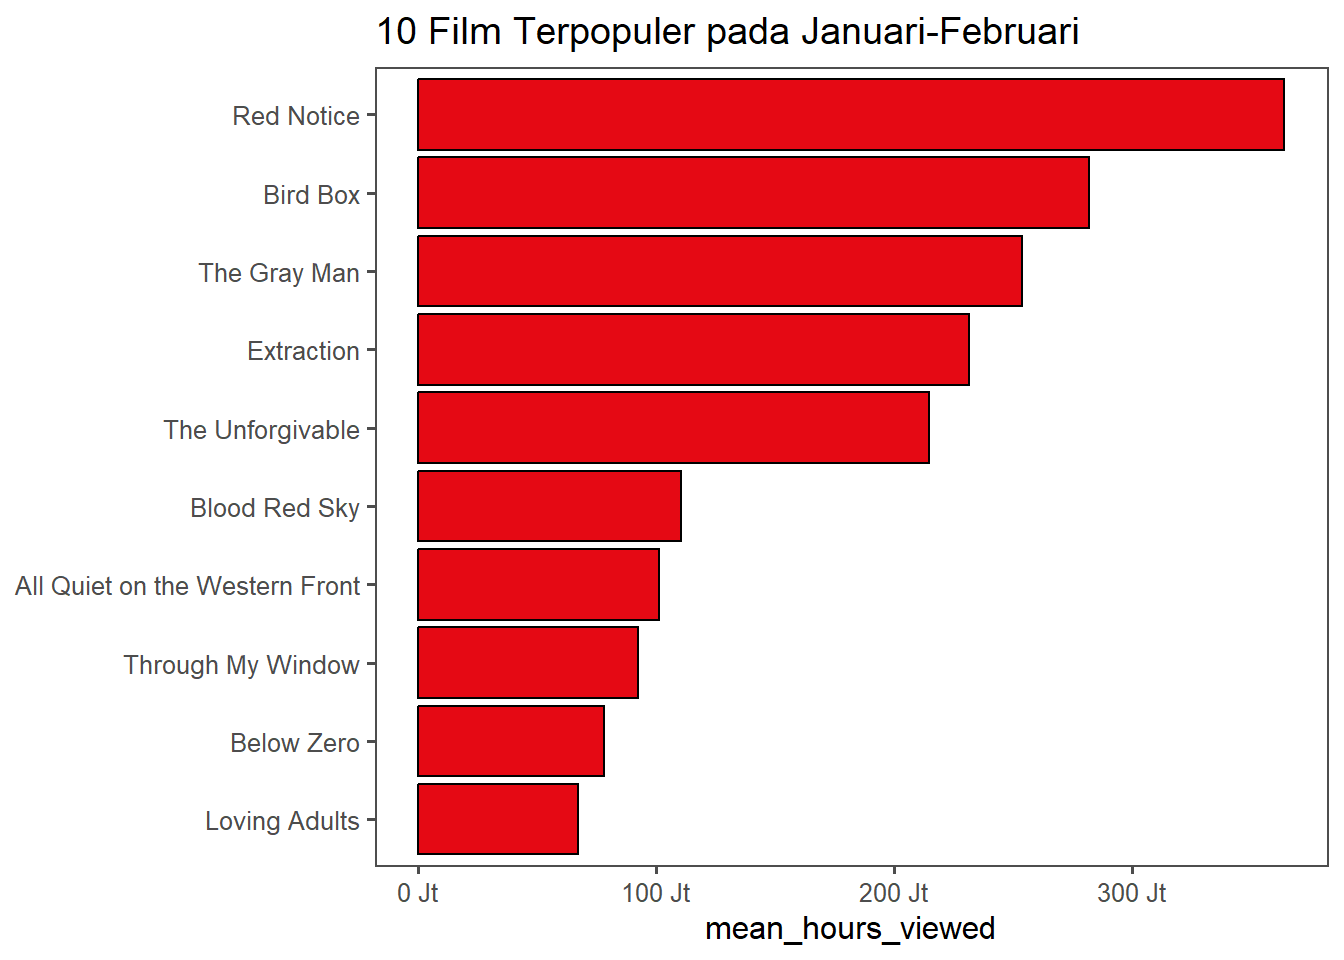 10 Film Terpopuler pada Januari-Februari
Red Notice
Bird Box
The Gray Man
Extraction
The Unforgivable
Blood Red Sky
All Quiet on the Western Front
Through My Window
Below Zero
Loving Adults
0 Jt 100 Jt 200 Jt 300 Jt
mean_hours_viewed